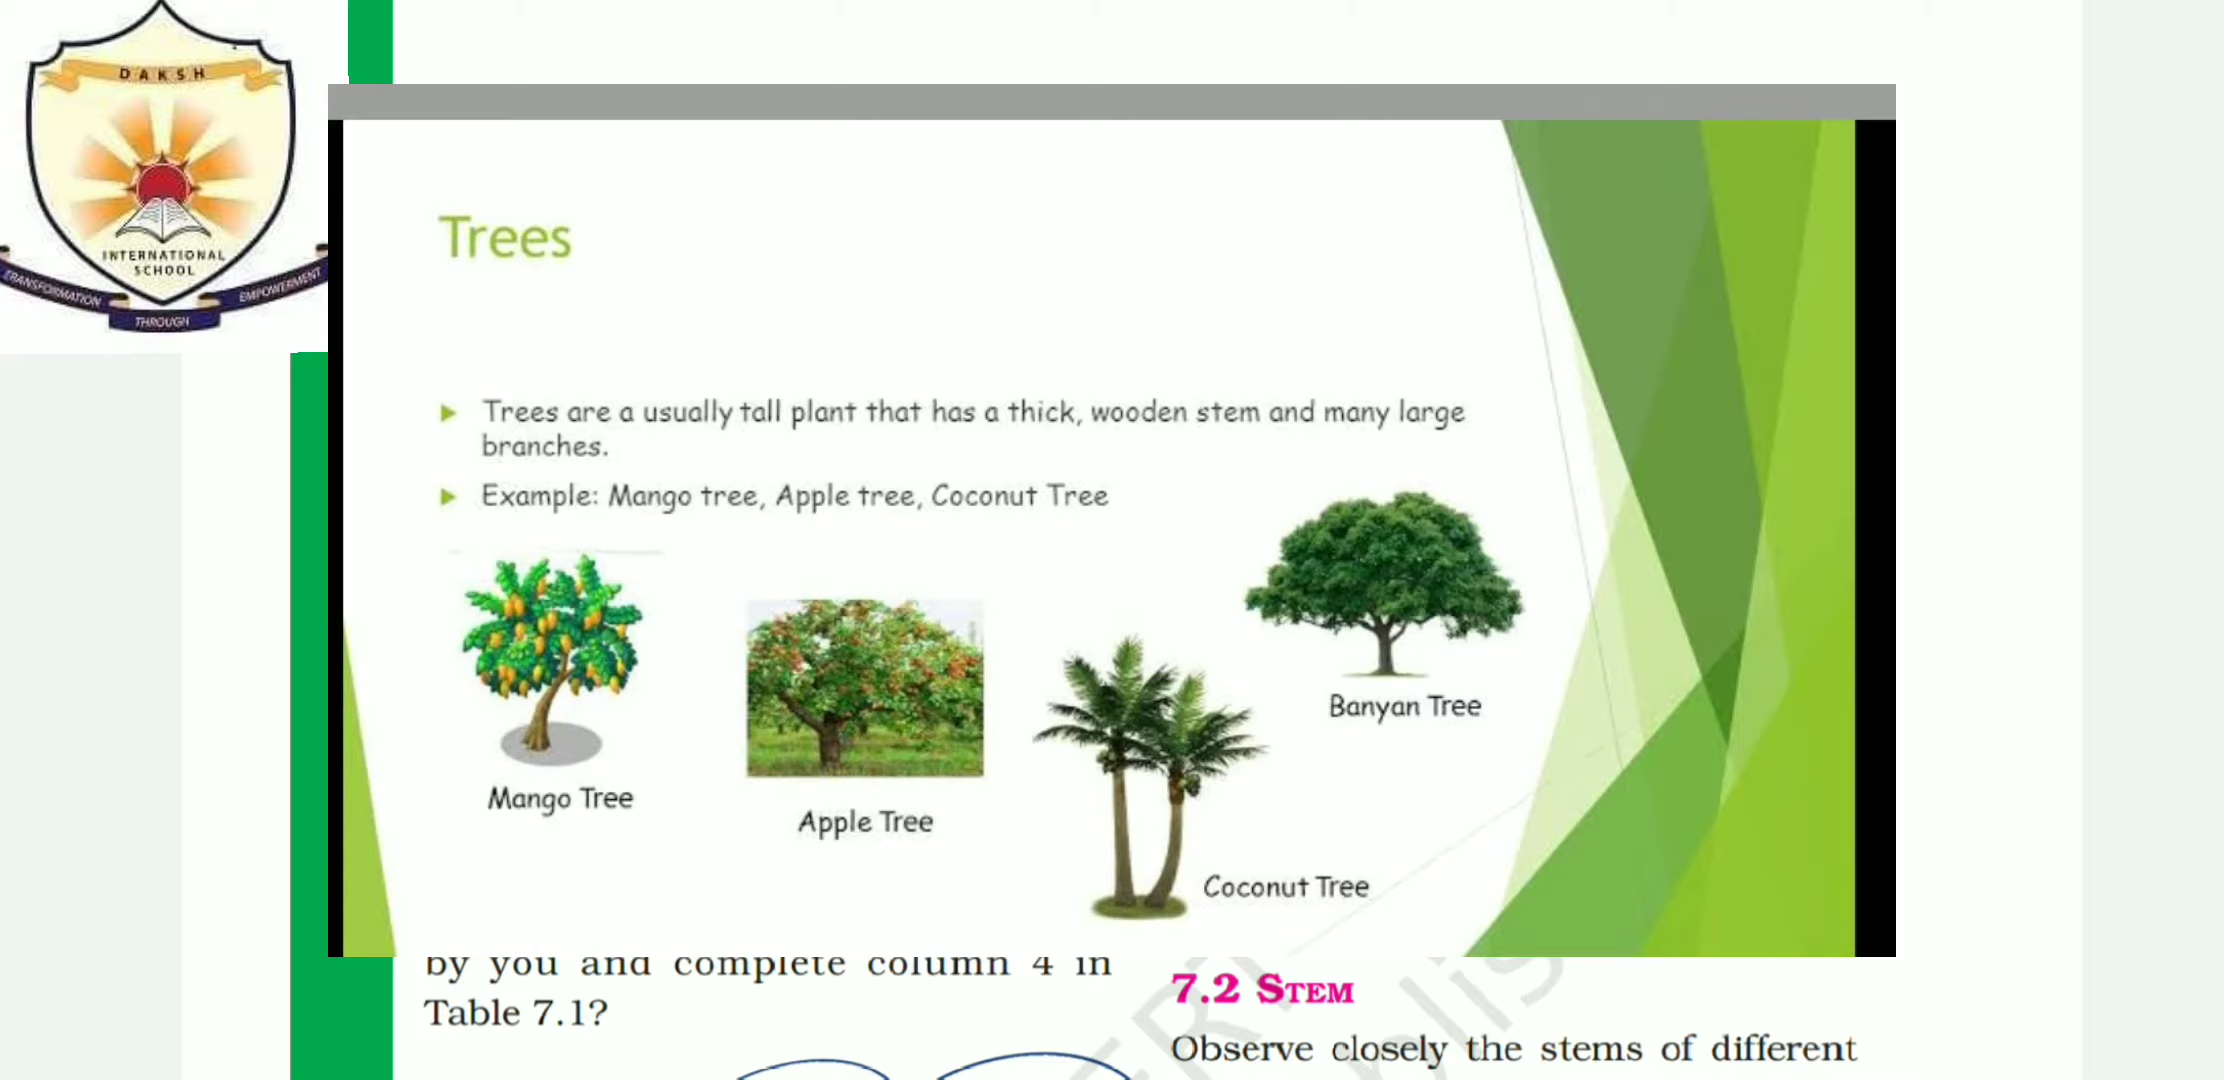 DAKSH
INTERNATIONAL
SCHOOL
TRANSFORMATION
THROUGH
EMPOWERMENT
Trees
Trees are a usually tall plant that has a thick, wooden stem and many large
branches.
Example: Mango tree, Apple tree, Coconut Tree
Mango Tree
Apple Tree
Coconut Tree
Banyan Tree
by you and complete column 4 in
Table 7.1?
7.2 STEM
Observe closely the stems of different